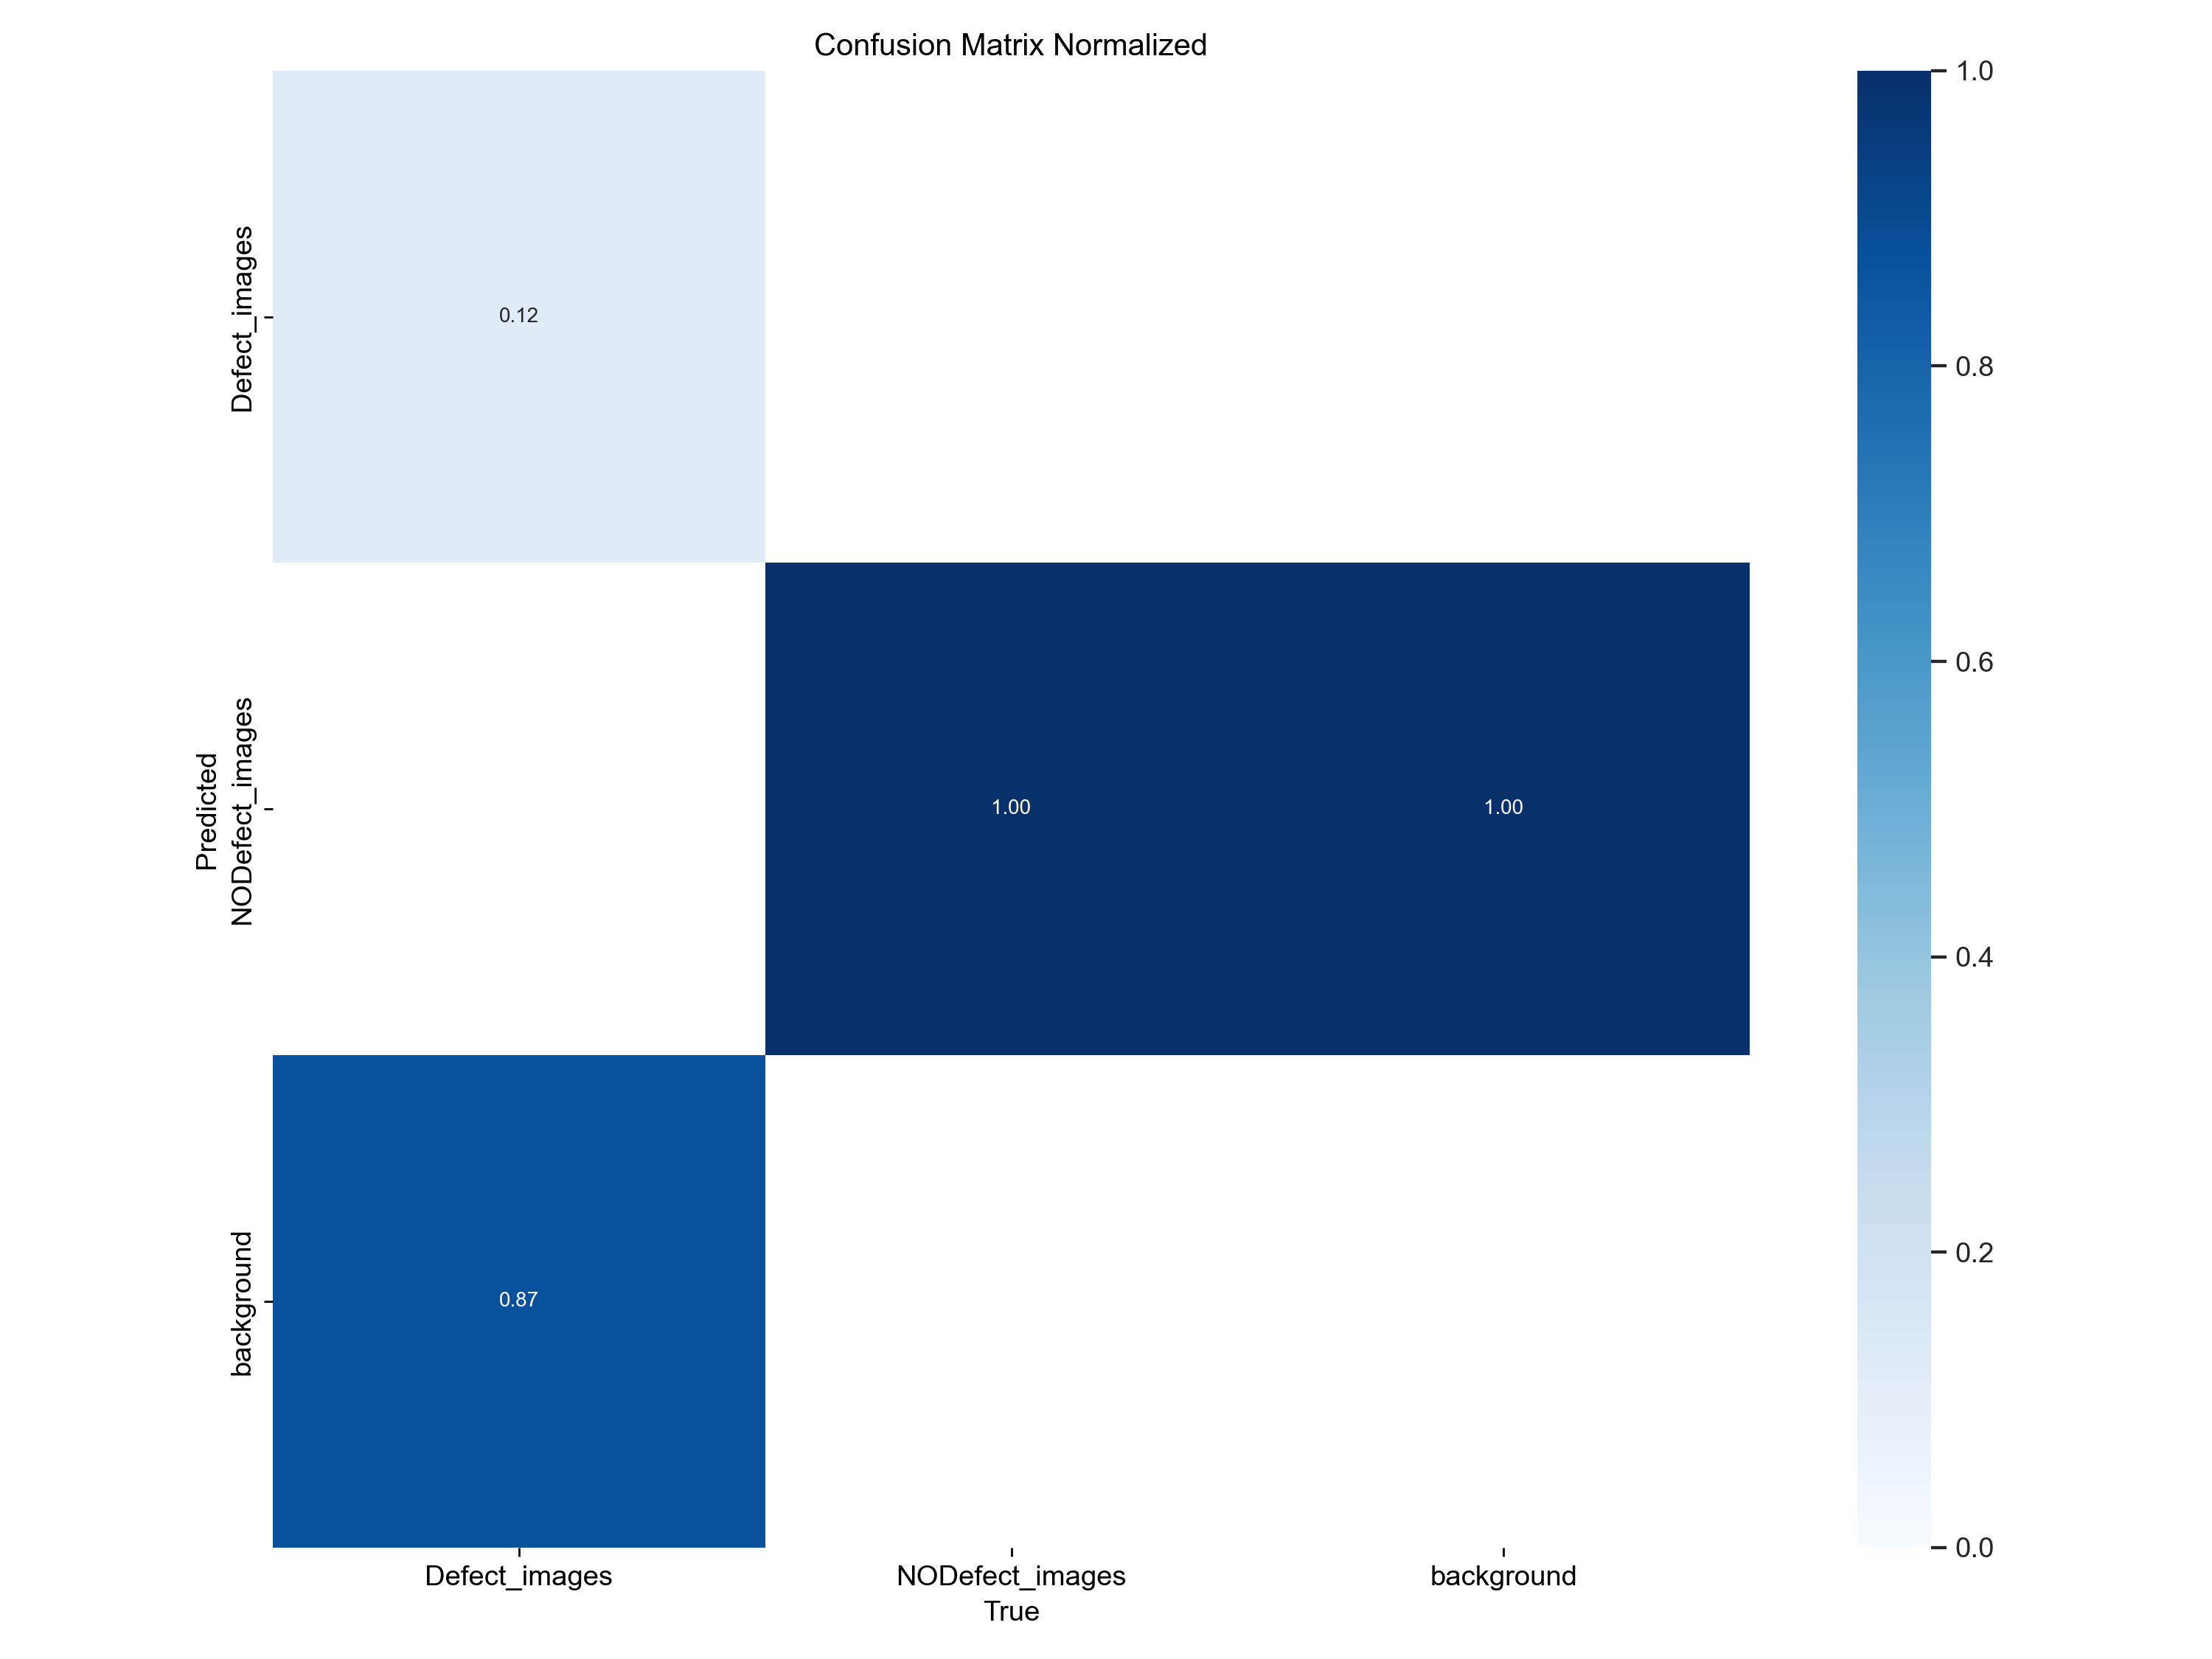 Confusion Matrix Normalized
1.0
0.8
0.6
0.4
0.2
0.0
Predicted
Defect_images
NODefect_images
background
0.12
1.00
1.00
0.87
Defect_images
NODefect_images
background
True